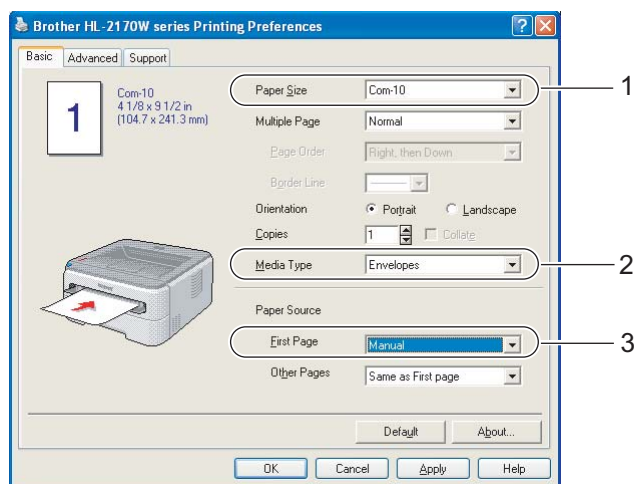 Brother HL-2170W series Printing Preferences
Basic Advanced Support
1
Com-10
4 1/8 x 9 1/2 in
(104.7 x 241.3 mm)
Paper Size Com-10 1
Multiple Page Normal
Page Order Right, then Down
Border Line
Orientation Portrait Landscape
Copies 1 Collate
Media Type Envelopes 2
Paper Source
First Page Manual 3
Other Pages Same as First page
Default About...
OK Cancel Apply Help